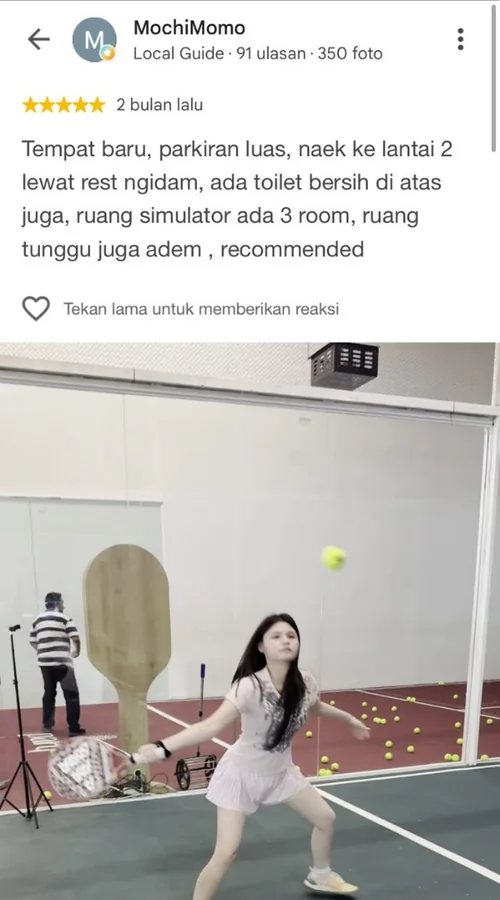 MochiMomo
Local Guide · 91 ulasan · 350 foto
2 bulan lalu
Tempat baru, parkiran luas, naek ke lantai 2
lewat rest ngidam, ada toilet bersih di atas
juga, ruang simulator ada 3 room, ruang
tunggu juga adem , recommended
Tekan lama untuk memberikan reaksi